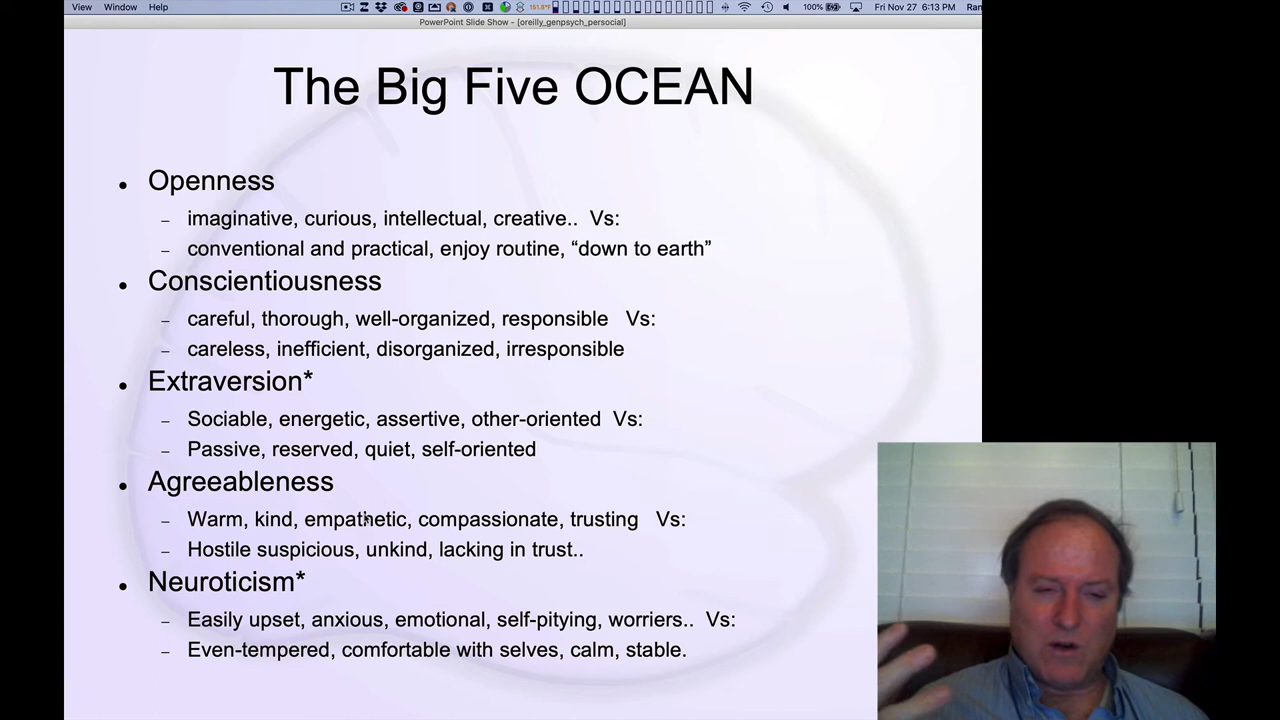 View Window Help 151.8°F 100% Fri Nov 27 6:13 PM Ran
PowerPoint Slide Show - [oreilly_genpsych_persocial]
The Big Five OCEAN
• Openness
– imaginative, curious, intellectual, creative.. Vs:
– conventional and practical, enjoy routine, “down to earth”
• Conscientiousness
– careful, thorough, well-organized, responsible Vs:
– careless, inefficient, disorganized, irresponsible
• Extraversion*
– Sociable, energetic, assertive, other-oriented Vs:
– Passive, reserved, quiet, self-oriented
• Agreeableness
– Warm, kind, empathetic, compassionate, trusting Vs:
– Hostile suspicious, unkind, lacking in trust..
• Neuroticism*
– Easily upset, anxious, emotional, self-pitying, worriers.. Vs:
– Even-tempered, comfortable with selves, calm, stable.